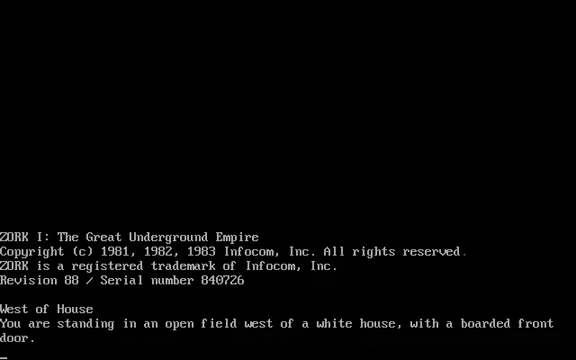 ZORK I: The Great Underground Empire
Copyright (c) 1981, 1982, 1983 Infocom, Inc. All rights reserved.
ZORK is a registered trademark of Infocom, Inc.
Revision 88 / Serial number 840726
West of House
You are standing in an open field west of a white house, with a boarded front
door.